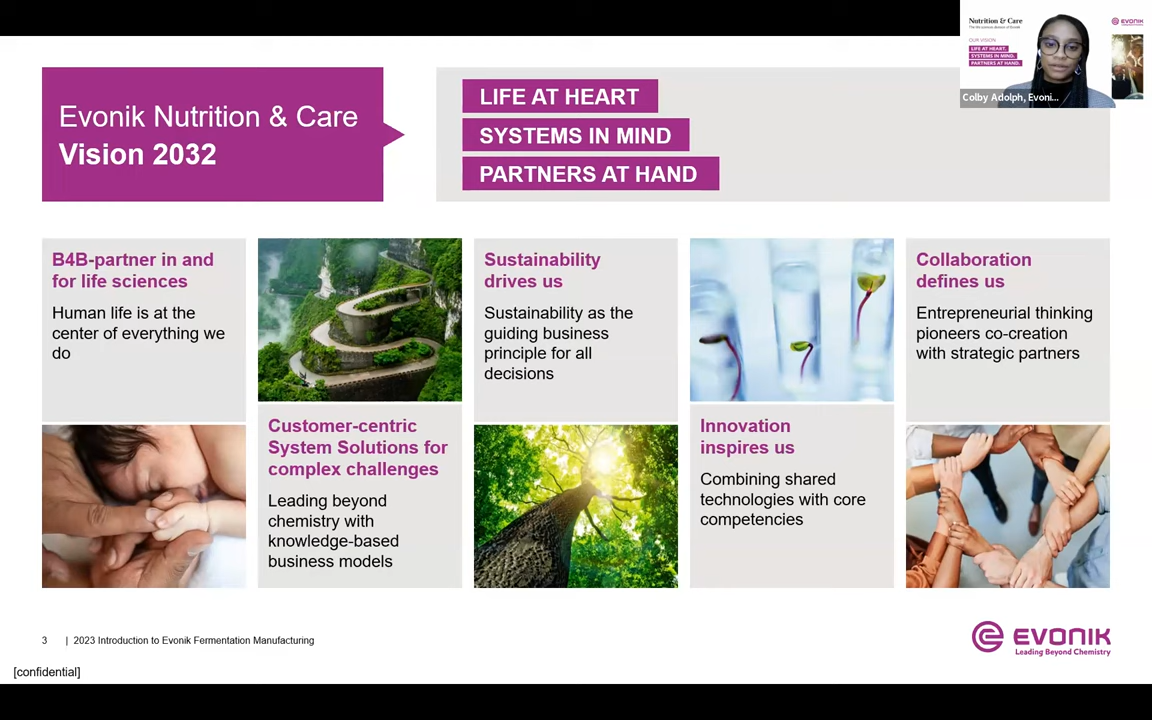 Evonik Nutrition & Care
Vision 2032
LIFE AT HEART
SYSTEMS IN MIND
PARTNERS AT HAND
Nutrition & Care
OUR VISION
LIFE AT HEART.
SYSTEMS IN MIND.
PARTNERS AT HAND.
EVONIK
Colby Adolph, Evoni...
B4B-partner in and
for life sciences
Human life is at the
center of everything we
do
Customer-centric
System Solutions for
complex challenges
Leading beyond
chemistry with
knowledge-based
business models
Sustainability
drives us
Sustainability as the
guiding business
principle for all
decisions
Innovation
inspires us
Combining shared
technologies with core
competencies
Collaboration
defines us
Entrepreneurial thinking
pioneers co-creation
with strategic partners
3 | 2023 Introduction to Evonik Fermentation Manufacturing
EVONIK
Leading Beyond Chemistry
[confidential]